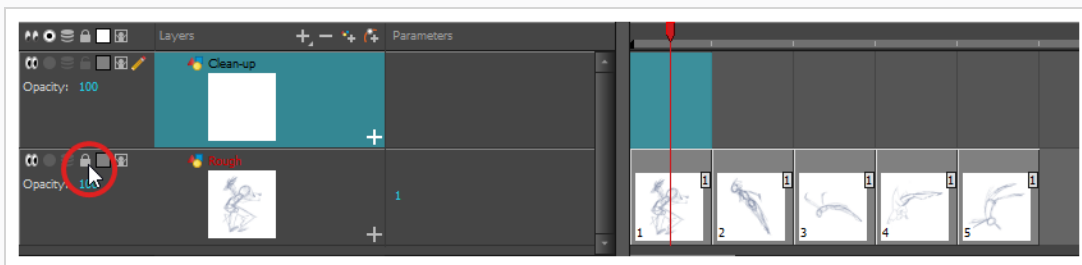 Layers Parameters
Clean-up
Opacity: 100
Rough
Opacity: 100
1
1 1 1 1 1
1 2 3 4 5